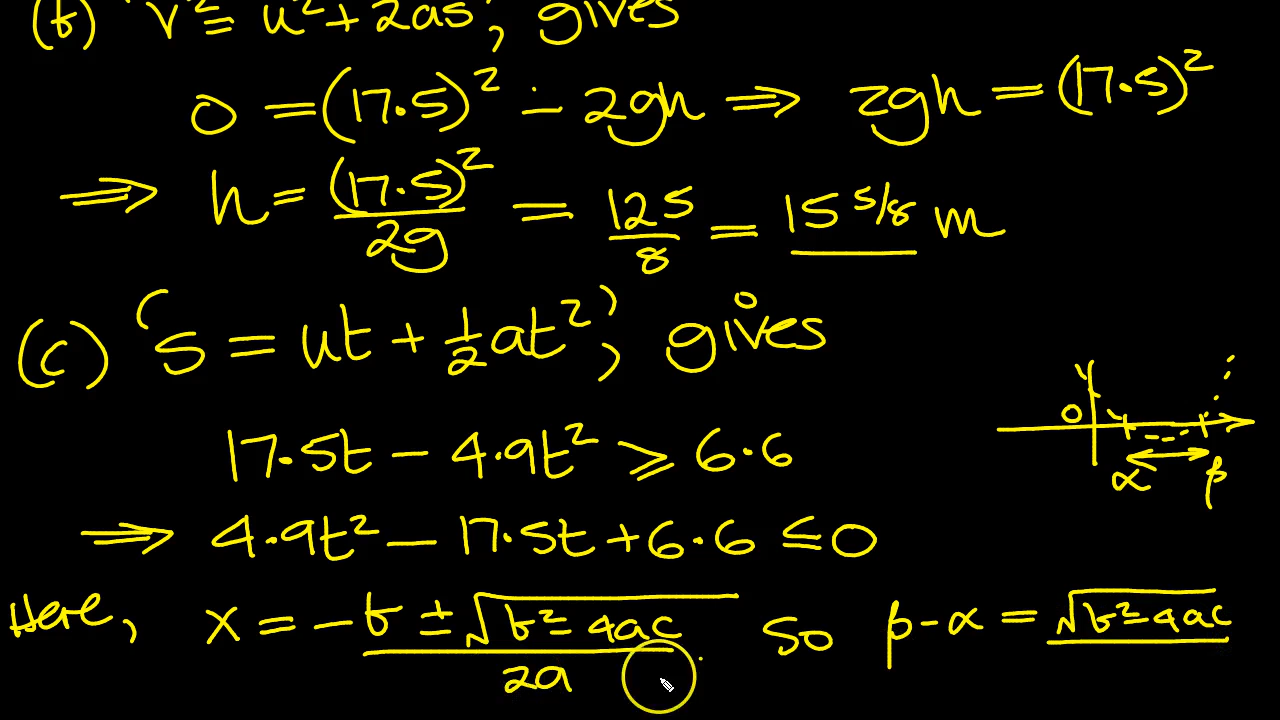 (b) 'v² = u² + 2as', gives
0 = (17.5)² - 2gh ⇒ 2gh = (17.5)²
⇒ h = (17.5)²/2g = 125/8 = 15 5/8 m
(c) 's = ut + ½at²', gives
17.5t - 4.9t² ⩾ 6.6
⇒ 4.9t² - 17.5t + 6.6 ≤ 0
y
0
α β
Here, x = -b ± √(b² - 4ac)/2a. So β - α = √(b² - 4ac)